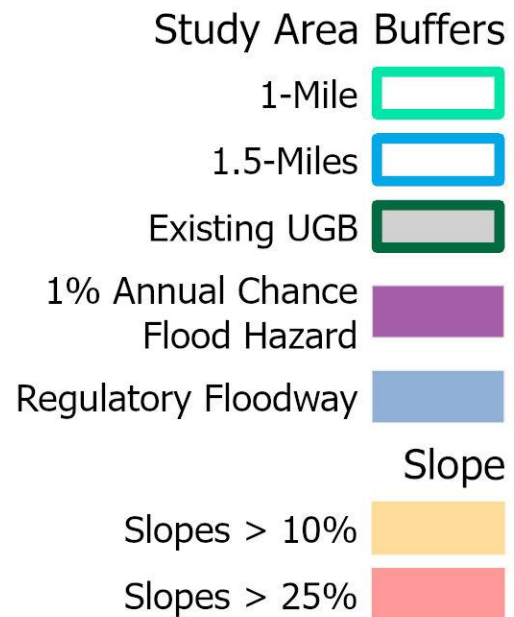 Study Area Buffers
1-Mile
1.5-Miles
Existing UGB
1% Annual Chance
Flood Hazard
Regulatory Floodway
Slope
Slopes > 10%
Slopes > 25%